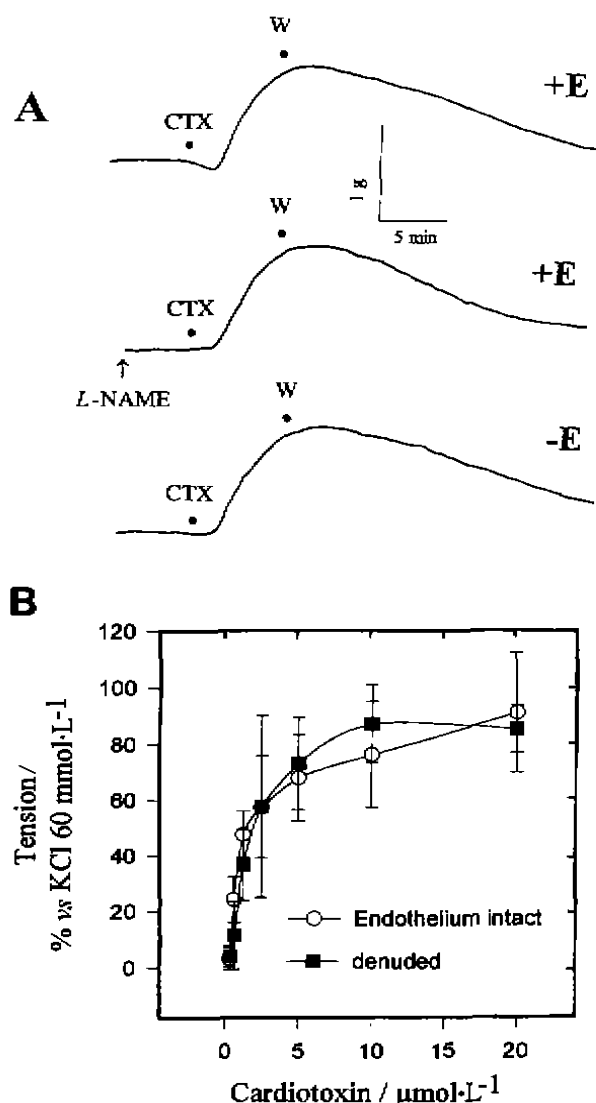 A
W
CTX
+E
1 g
5 min
W
CTX
+E
↑
L-NAME
W
CTX
-E
B
120
100
80
60
40
20
0
Tension /
% vs KCl 60 mmol·L-1
Endothelium intact
denuded
0 5 10 15 20
Cardiotoxin / μmol·L-1